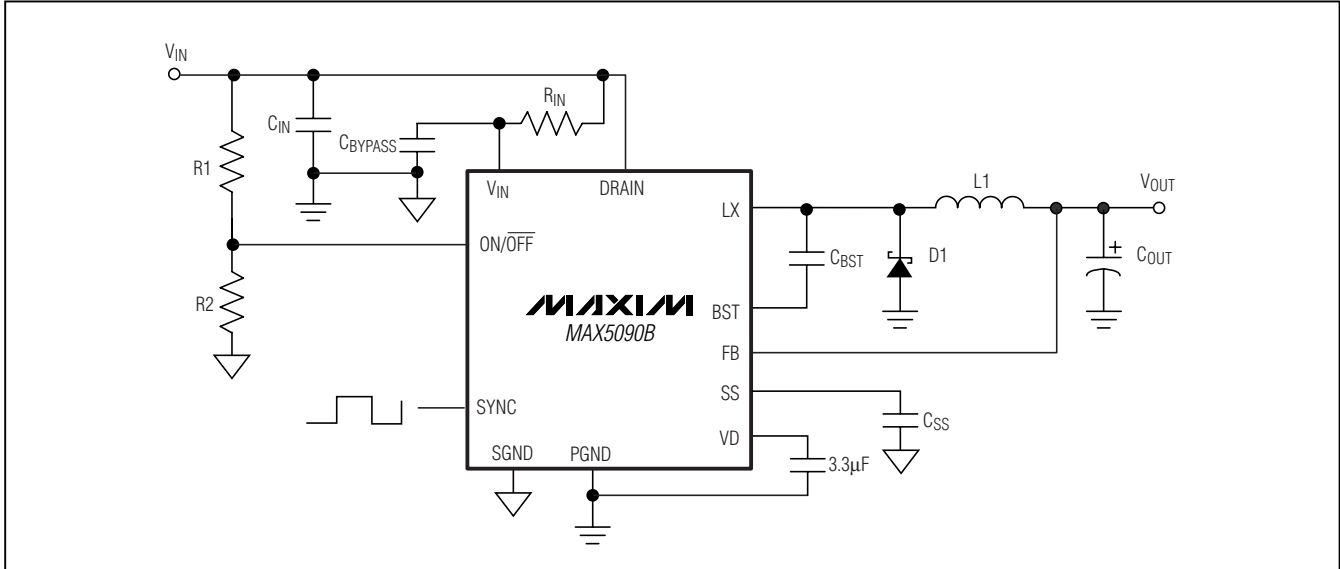 VIN
RIN
CIN
CBYPASS
R1
VIN
DRAIN
L1
VOUT
LX
ON/OFF
CBST
D1
+
COUT
R2
MAXIM
BST
MAX5090B
FB
SS
SYNC
CSS
VD
SGND
PGND
3.3µF